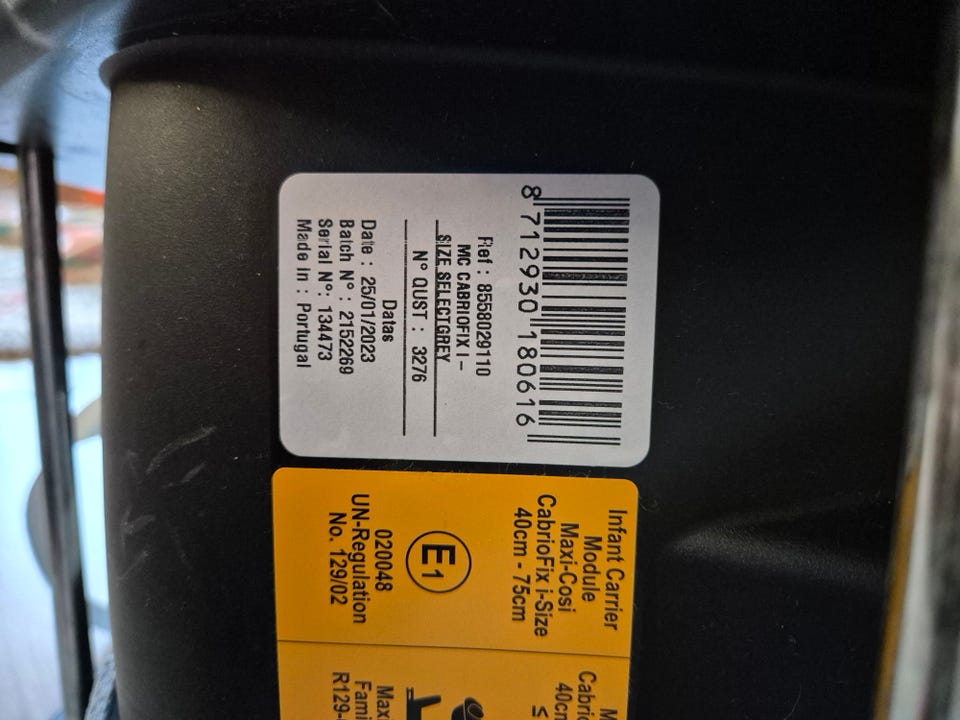 8 712930 180616
Ref : 8558029110
MC CABRIOFIX I-
SIZE SELECTGREY
N° QUST : 3276
Datas
Date : 25/01/2023
Batch N° : 2152269
Serial N° : 134473
Made in : Portugal
Infant Carrier
Module
Maxi-Cosi
CabrioFix i-Size
40cm - 75cm
E1
020048
UN-Regulation
No. 129/02
40cm
≤